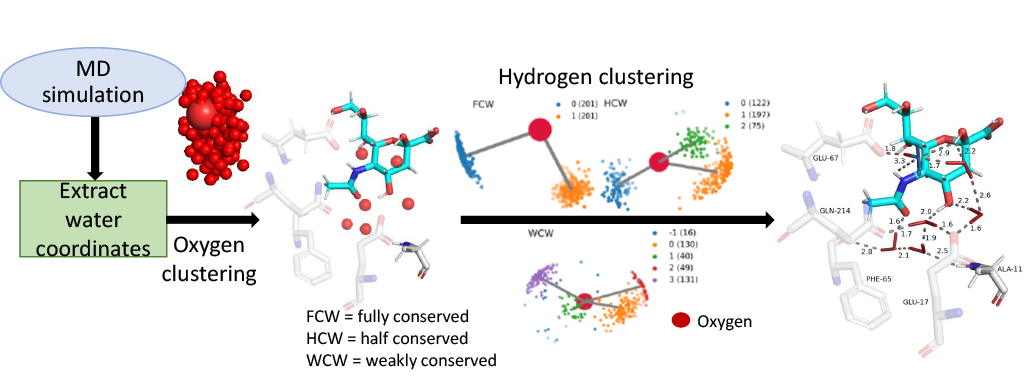 MD
simulation
Extract
water
coordinates
Oxygen
clustering
Hydrogen clustering
FCW
0 (201)
1 (201)
HCW
0 (122)
1 (197)
2 (75)
WCW
-1 (16)
0 (130)
1 (40)
2 (49)
3 (131)
Oxygen
FCW = fully conserved
HCW = half conserved
WCW = weakly conserved
GLU-67
GLN-214
PHE-65
GLU-17
ALA-11
1.8
3.3
2.9
1.7
2.2
2.6
2.2
2.0
1.6
1.7
1.6
1.6
1.9
2.8
2.1
2.5